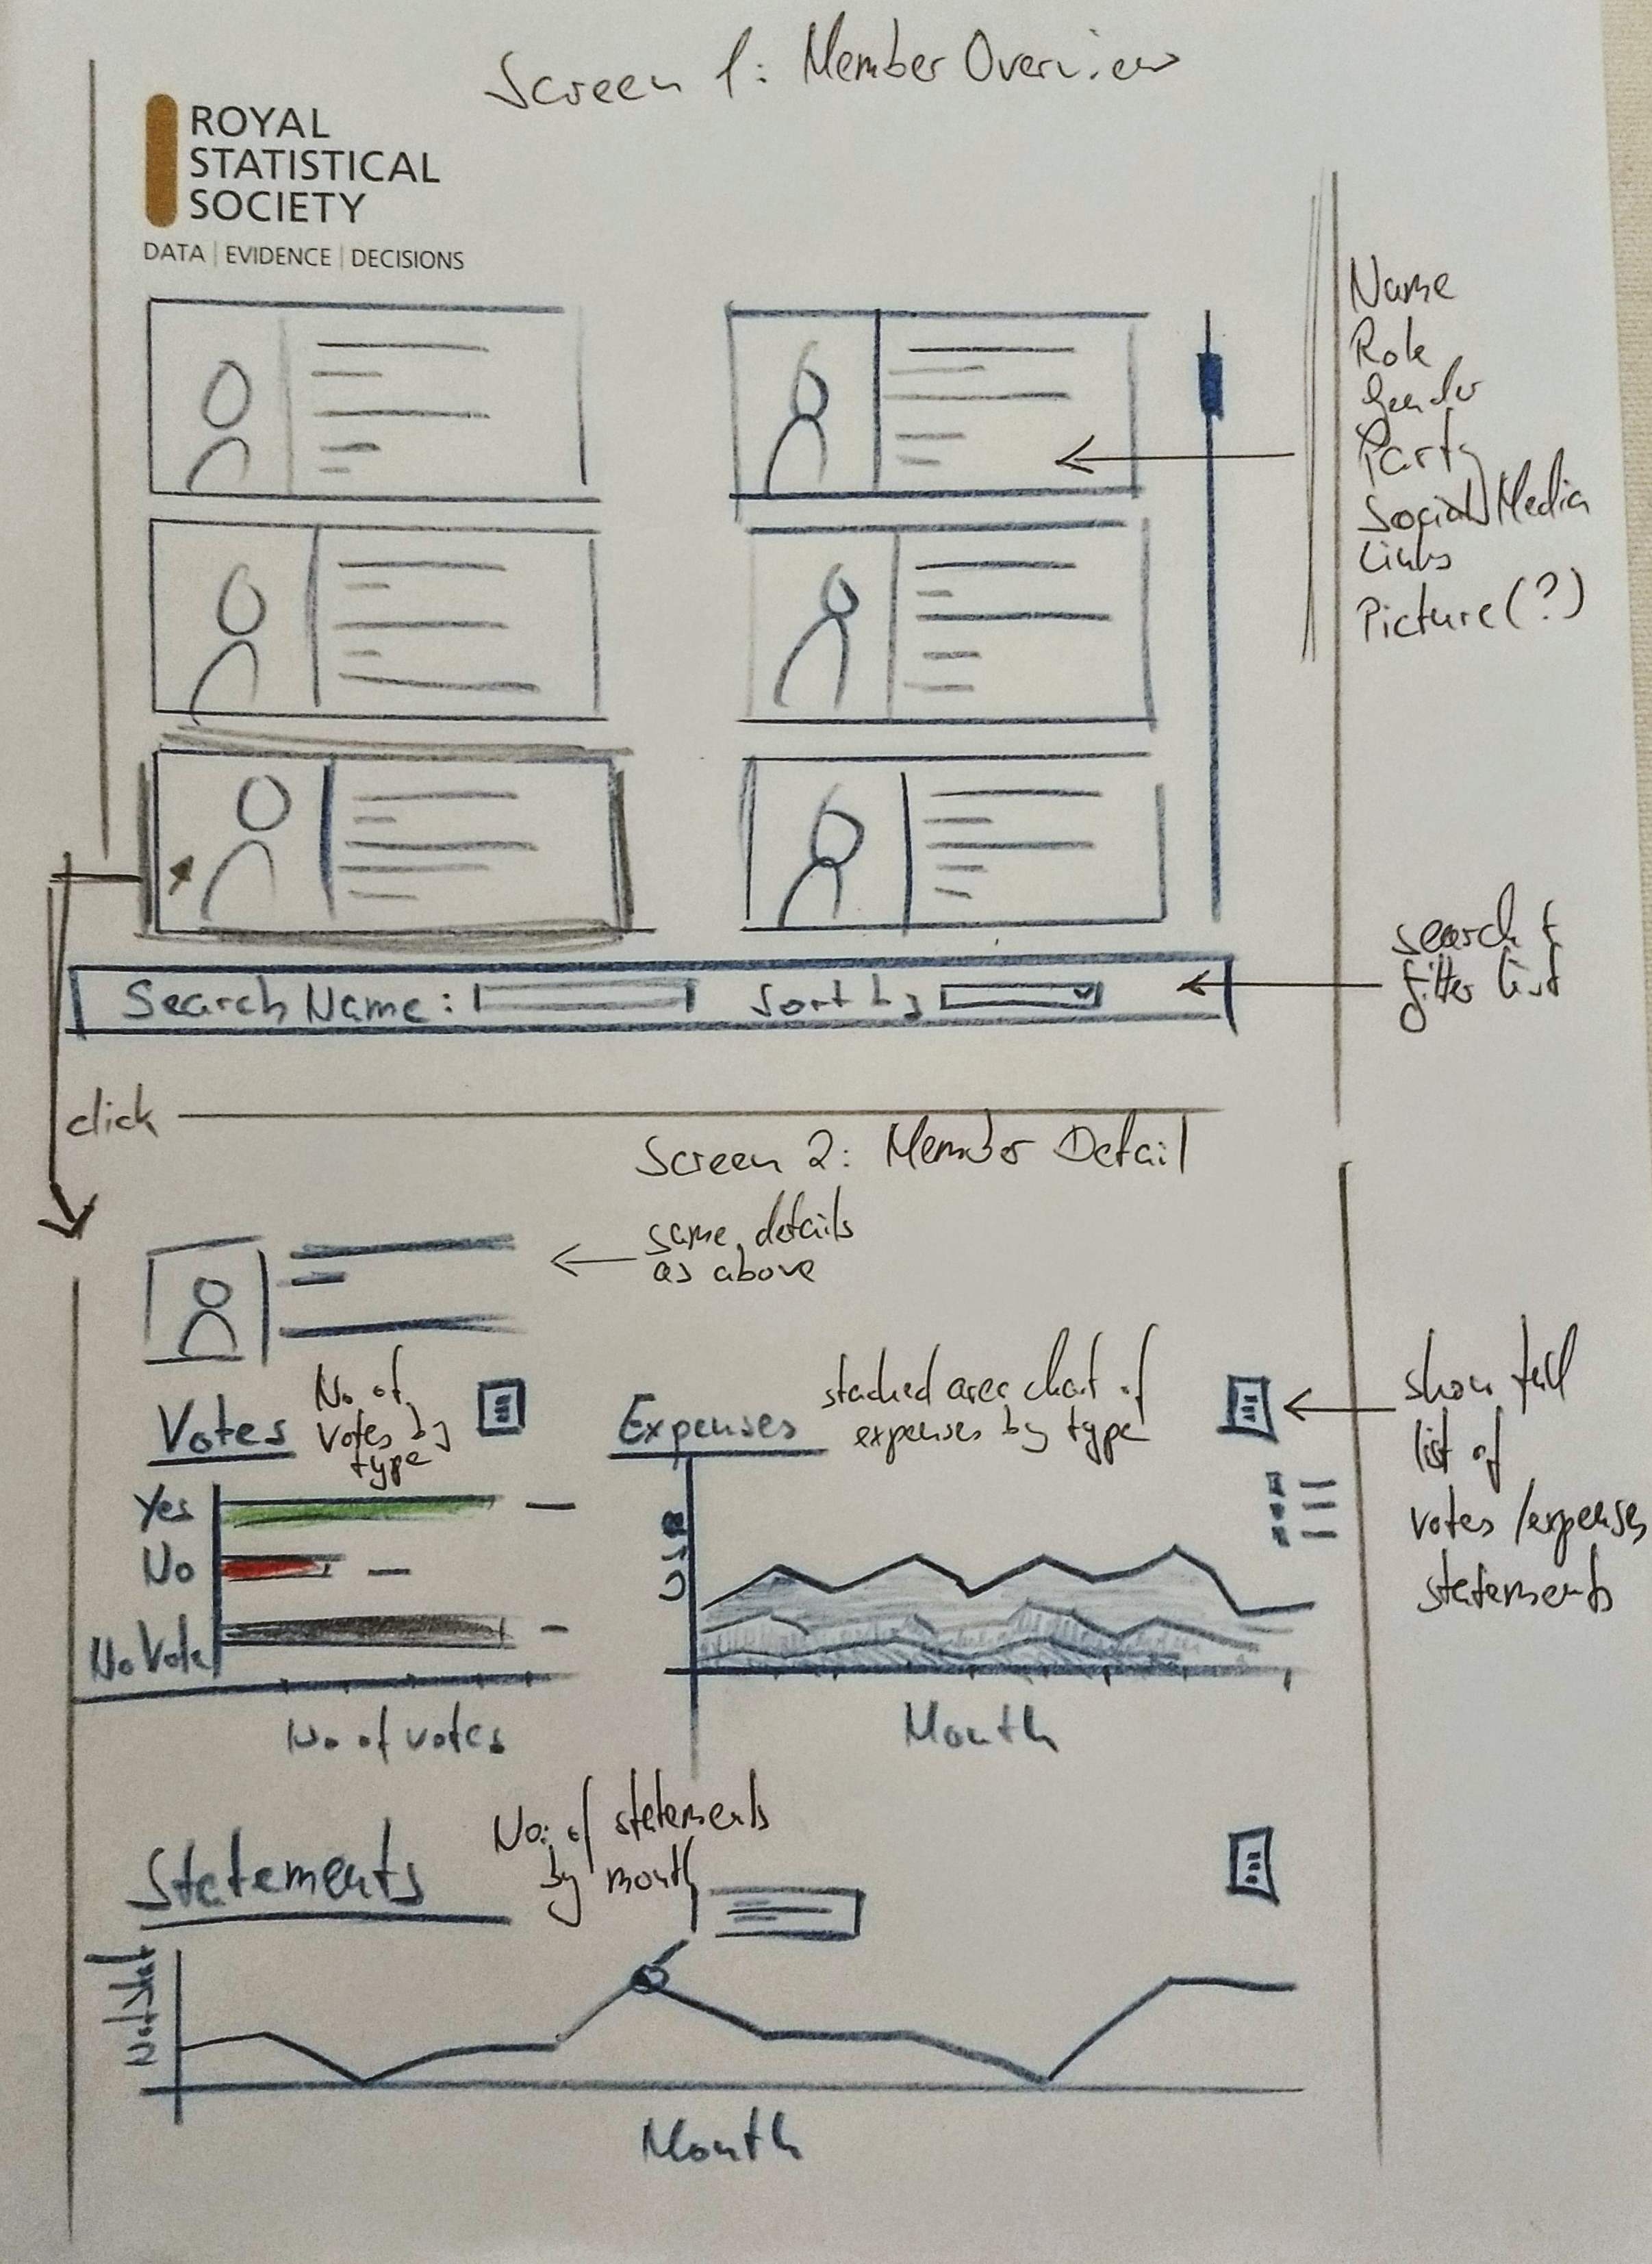 Screen 1: Member Overview
ROYAL
STATISTICAL
SOCIETY
DATA | EVIDENCE | DECISIONS
Name
Role
Gender
Party
Social Media
Links
Picture (?)
Search Name:
Sort by
search &
filter list
click
Screen 2: Member Detail
same details
as above
Votes
No of
votes by
type
Expenses
stacked area chart of
expenses by type
show full
list of
votes / expenses
statements
Yes
No
No Vote
No. of votes
Month
Statements
No. of statements
by month
Month